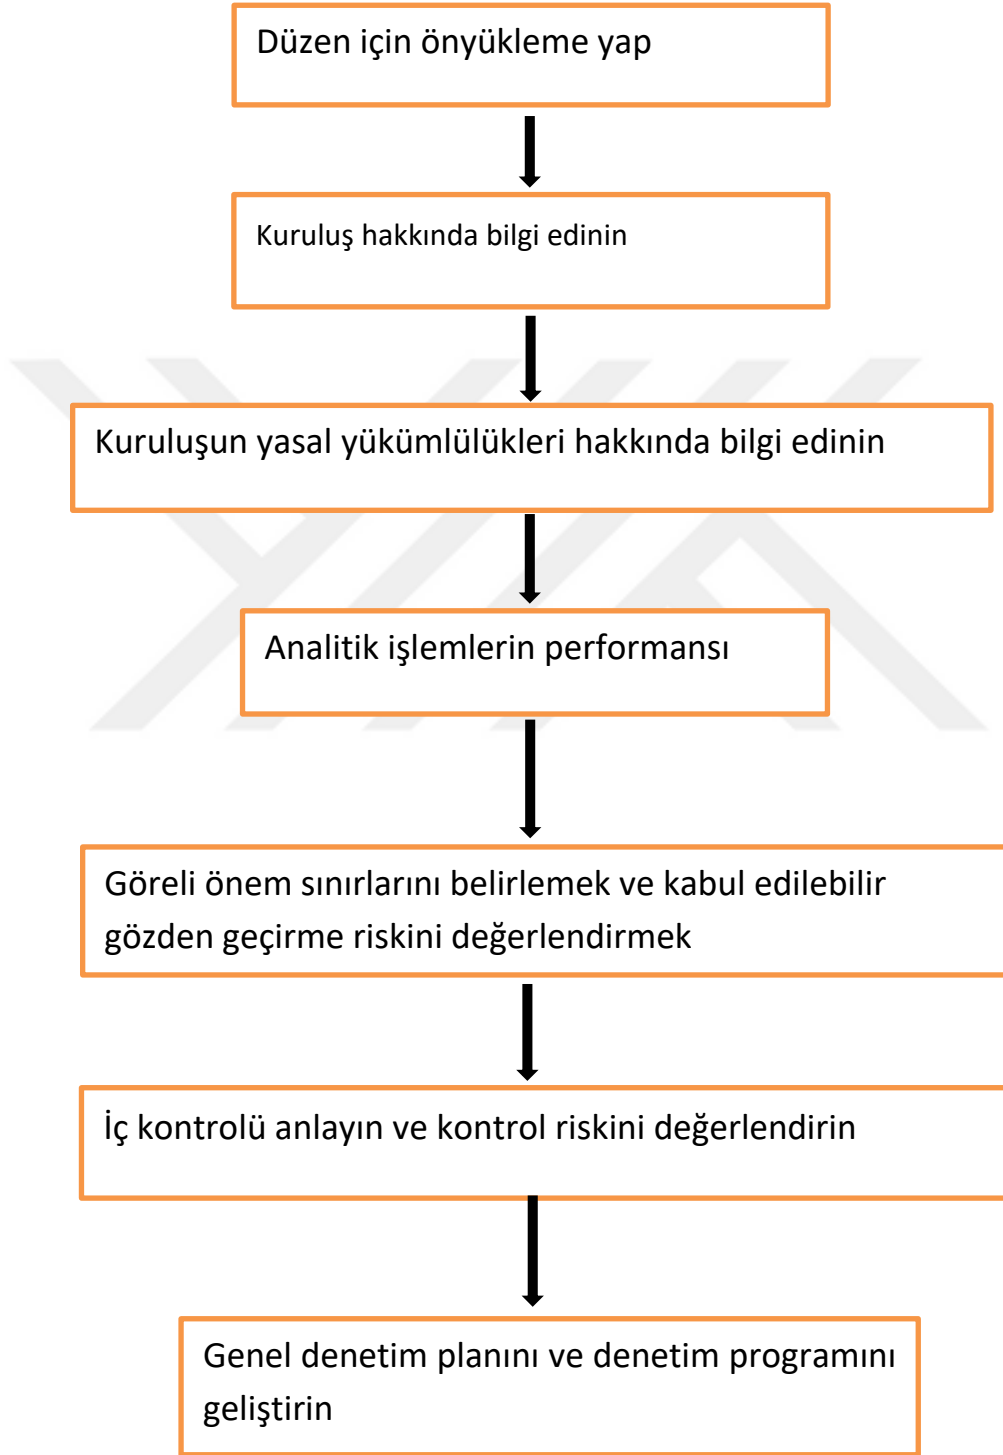 Düzen için önyükleme yap
Kuruluş hakkında bilgi edinin
Kuruluşun yasal yükümlülükleri hakkında bilgi edinin
Analitik işlemlerin performansı
Göreli önem sınırlarını belirlemek ve kabul edilebilir
gözden geçirme riskini değerlendirmek
İç kontrolü anlayın ve kontrol riskini değerlendirin
Genel denetim planını ve denetim programını
geliştirin